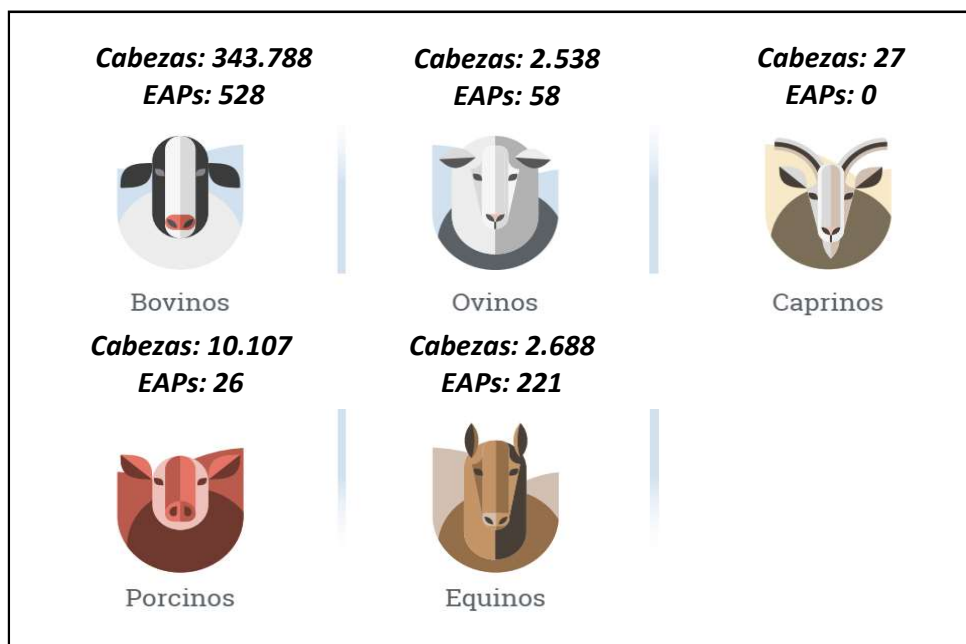 Cabezas: 343.788
EAPs: 528
Bovinos
Cabezas: 2.538
EAPs: 58
Ovinos
Cabezas: 27
EAPs: 0
Caprinos
Cabezas: 10.107
EAPs: 26
Porcinos
Cabezas: 2.688
EAPs: 221
Equinos